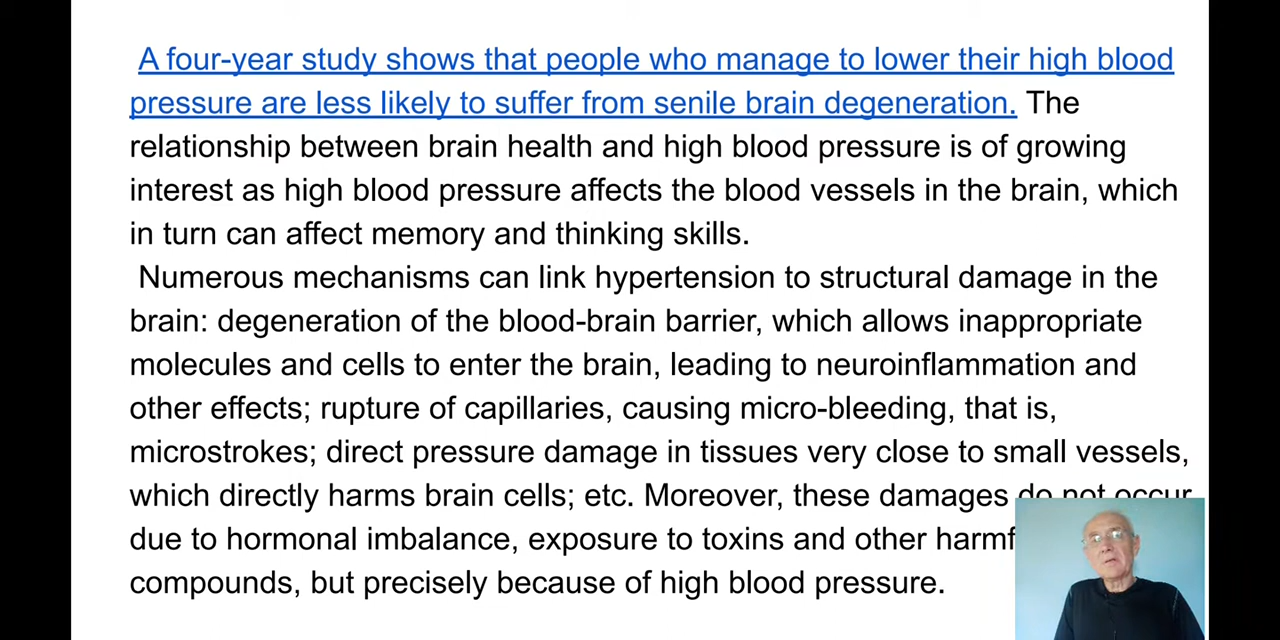 A four-year study shows that people who manage to lower their high blood
pressure are less likely to suffer from senile brain degeneration. The
relationship between brain health and high blood pressure is of growing
interest as high blood pressure affects the blood vessels in the brain, which
in turn can affect memory and thinking skills.
Numerous mechanisms can link hypertension to structural damage in the
brain: degeneration of the blood-brain barrier, which allows inappropriate
molecules and cells to enter the brain, leading to neuroinflammation and
other effects; rupture of capillaries, causing micro-bleeding, that is,
microstrokes; direct pressure damage in tissues very close to small vessels,
which directly harms brain cells; etc. Moreover, these damages do not occur
due to hormonal imbalance, exposure to toxins and other harmf
compounds, but precisely because of high blood pressure.